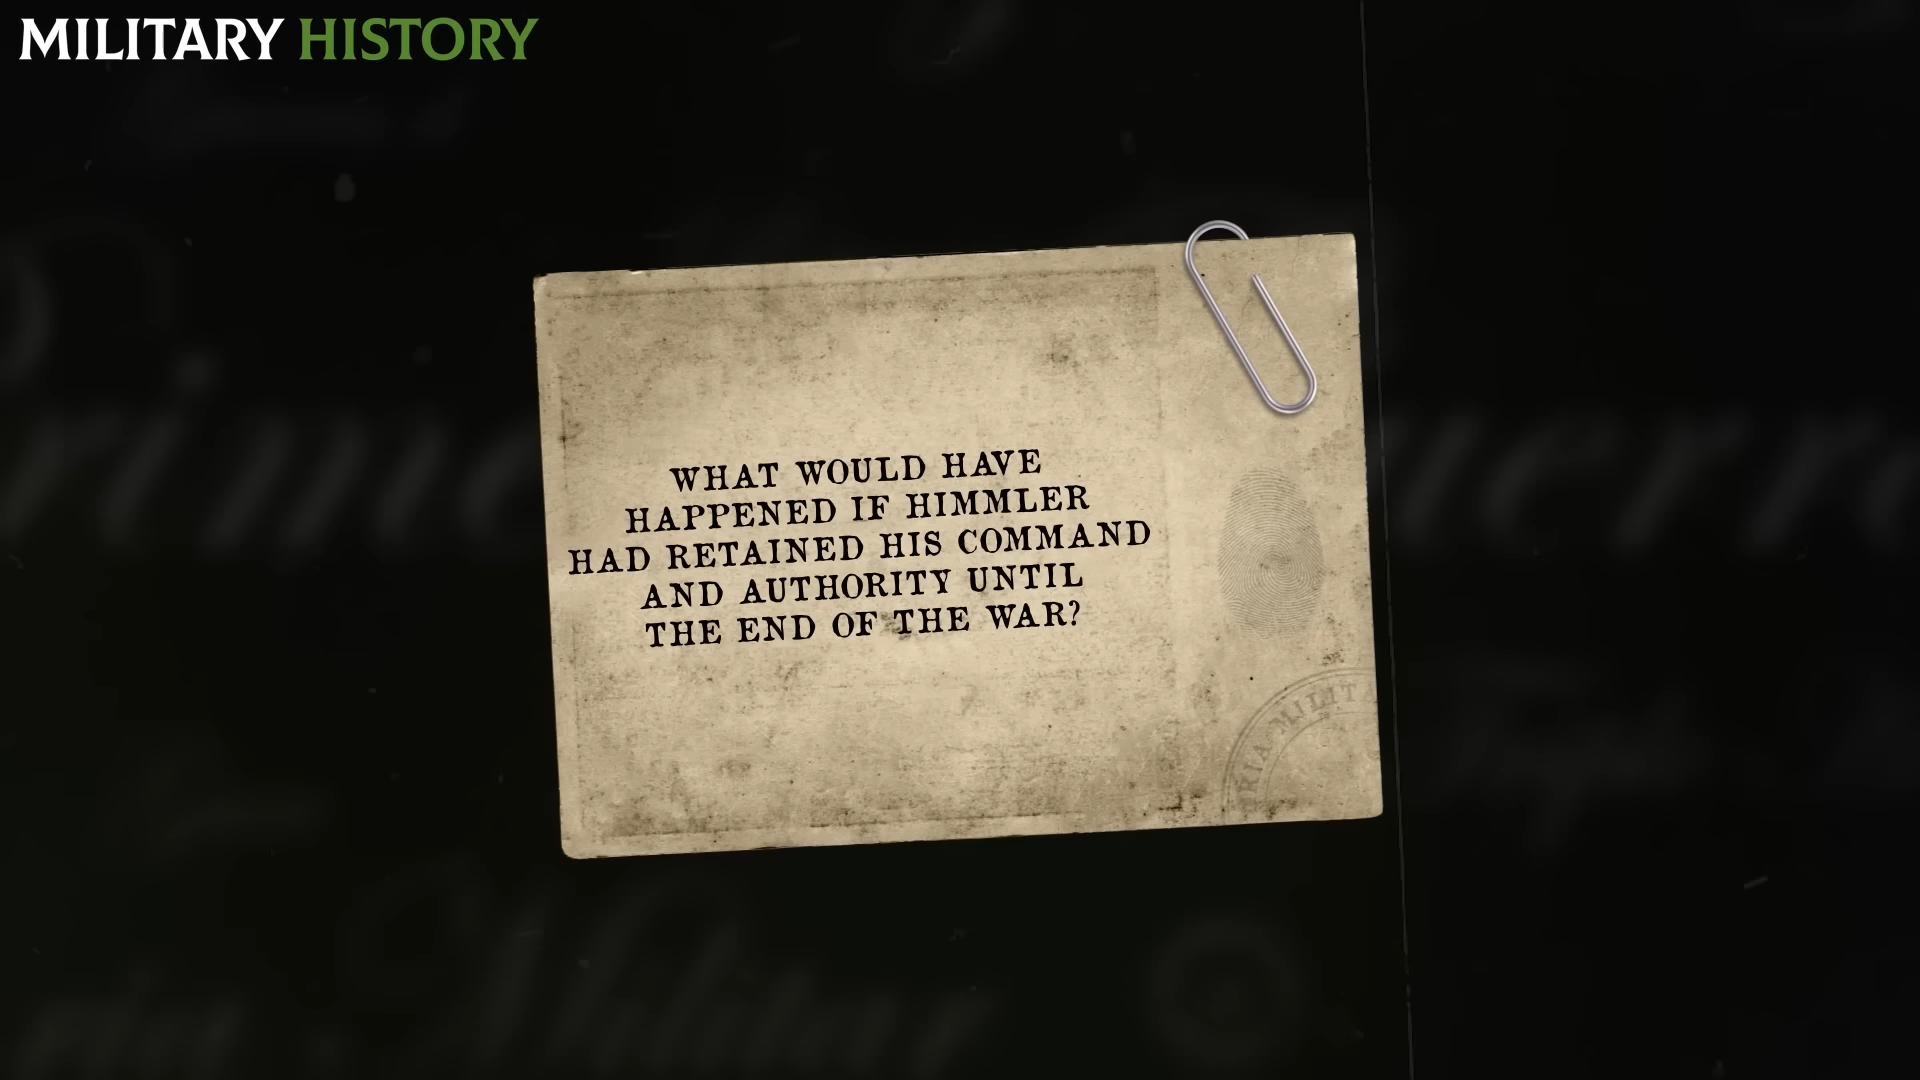 MILITARY HISTORY
WHAT WOULD HAVE
HAPPENED IF HIMMLER
HAD RETAINED HIS COMMAND
AND AUTHORITY UNTIL
THE END OF THE WAR?